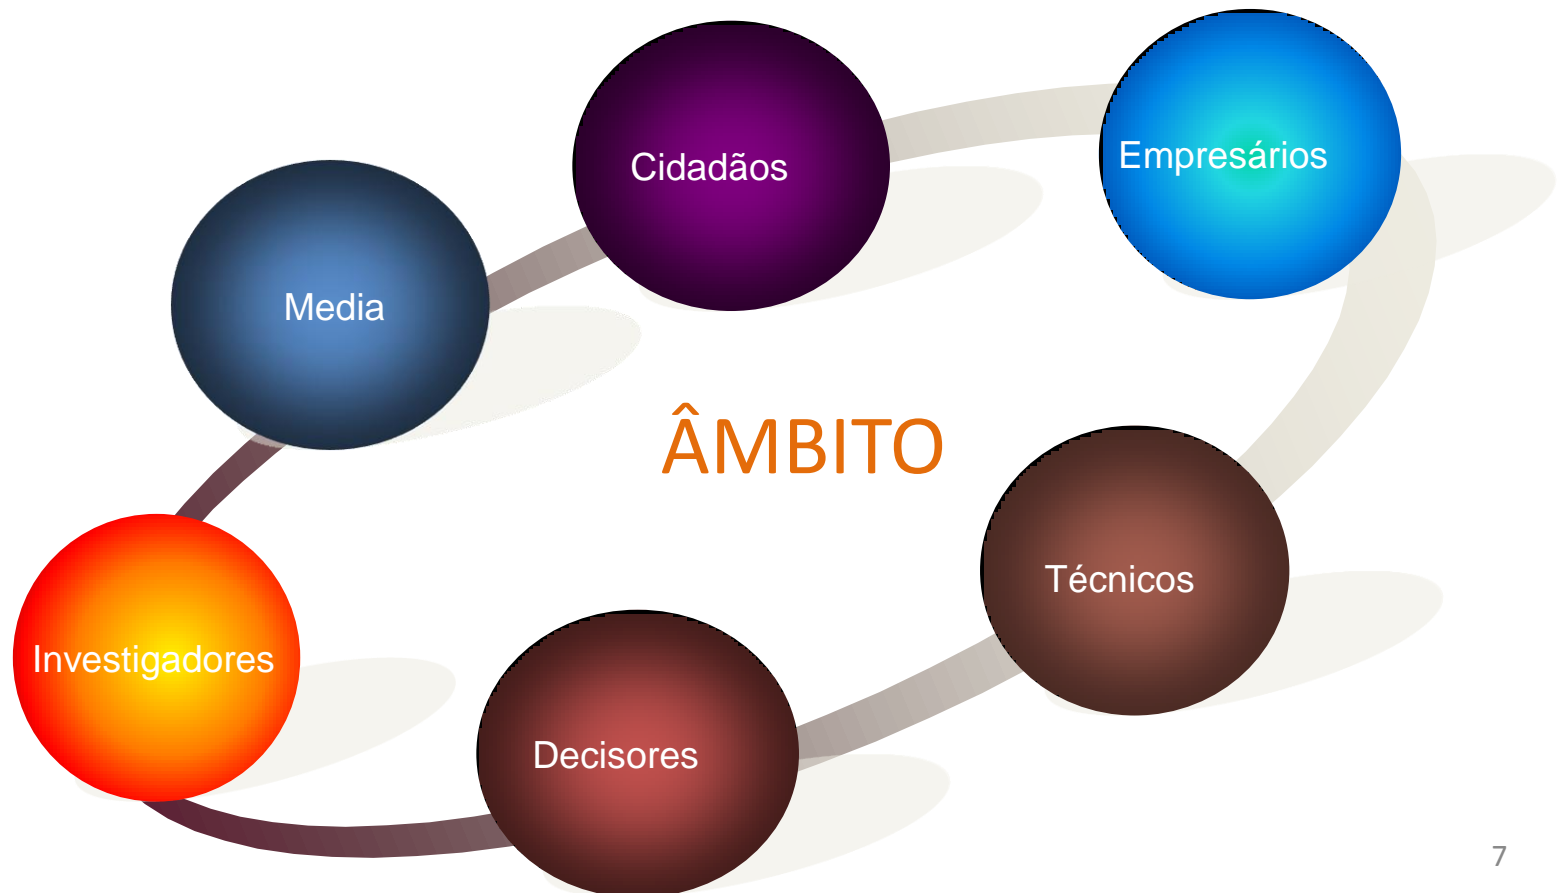 Cidadãos
Empresários
Media
ÂMBITO
Técnicos
Investigadores
Decisores
7